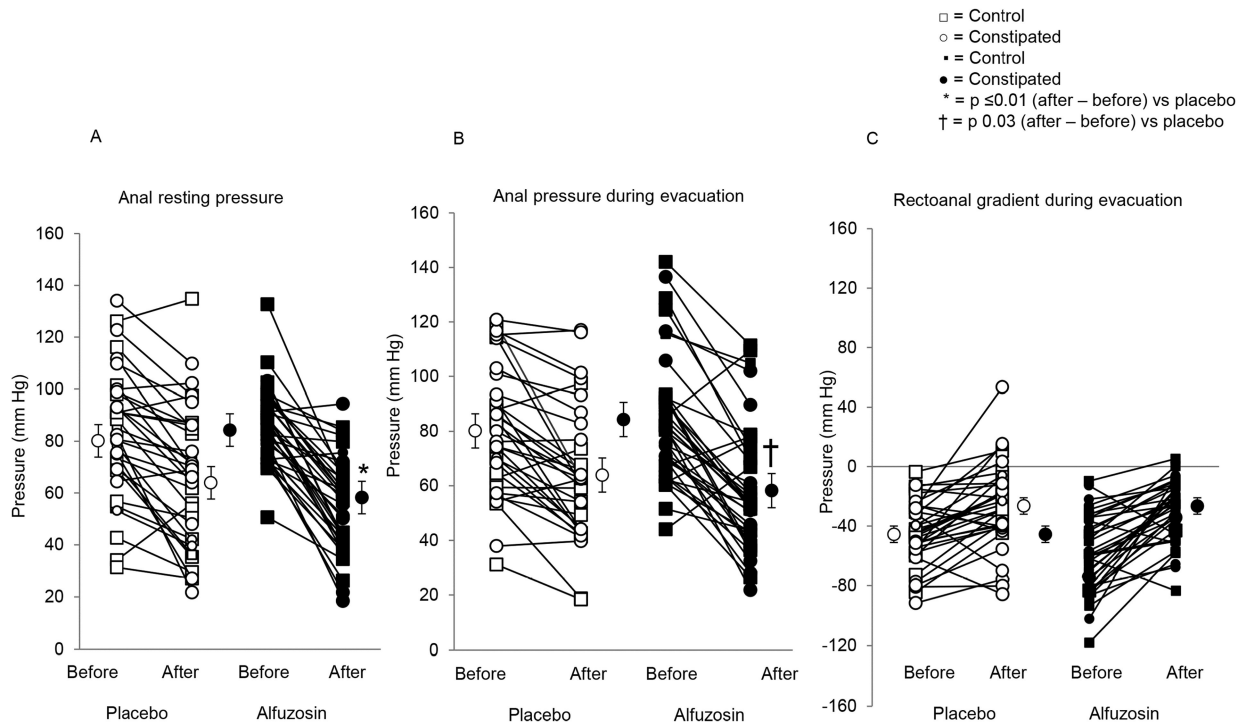 □ = Control
○ = Constipated
▪ = Control
● = Constipated
* = p ≤0.01 (after – before) vs placebo
† = p 0.03 (after – before) vs placebo
A
B
C
Anal resting pressure
Anal pressure during evacuation
Rectoanal gradient during evacuation
Pressure (mm Hg)
160
140
120
100
80
60
40
20
0
*
Before
After
Before
After
Placebo
Alfuzosin
Pressure (mm Hg)
160
140
120
100
80
60
40
20
0
†
Before
After
Before
After
Placebo
Alfuzosin
Pressure (mm Hg)
160
120
80
40
0
-40
-80
-120
-160
Before
After
Before
After
Placebo
Alfuzosin